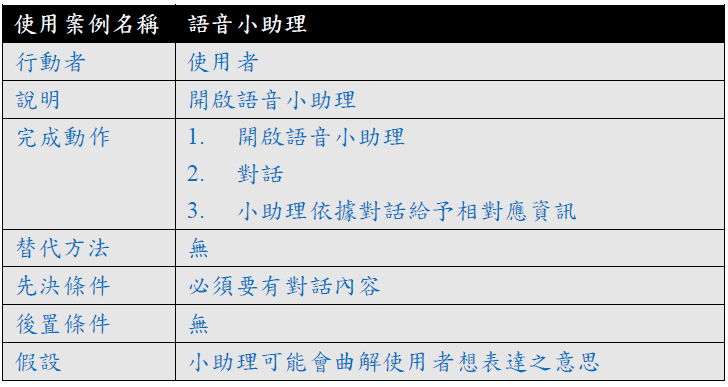 使用案例名稱 語音小助理
行動者 使用者
說明 開啟語音小助理
完成動作 1. 開啟語音小助理
2. 對話
3. 小助理依據對話給予相對應資訊
替代方法 無
先決條件 必須要有對話內容
後置條件 無
假設 小助理可能會曲解使用者想表達之意思